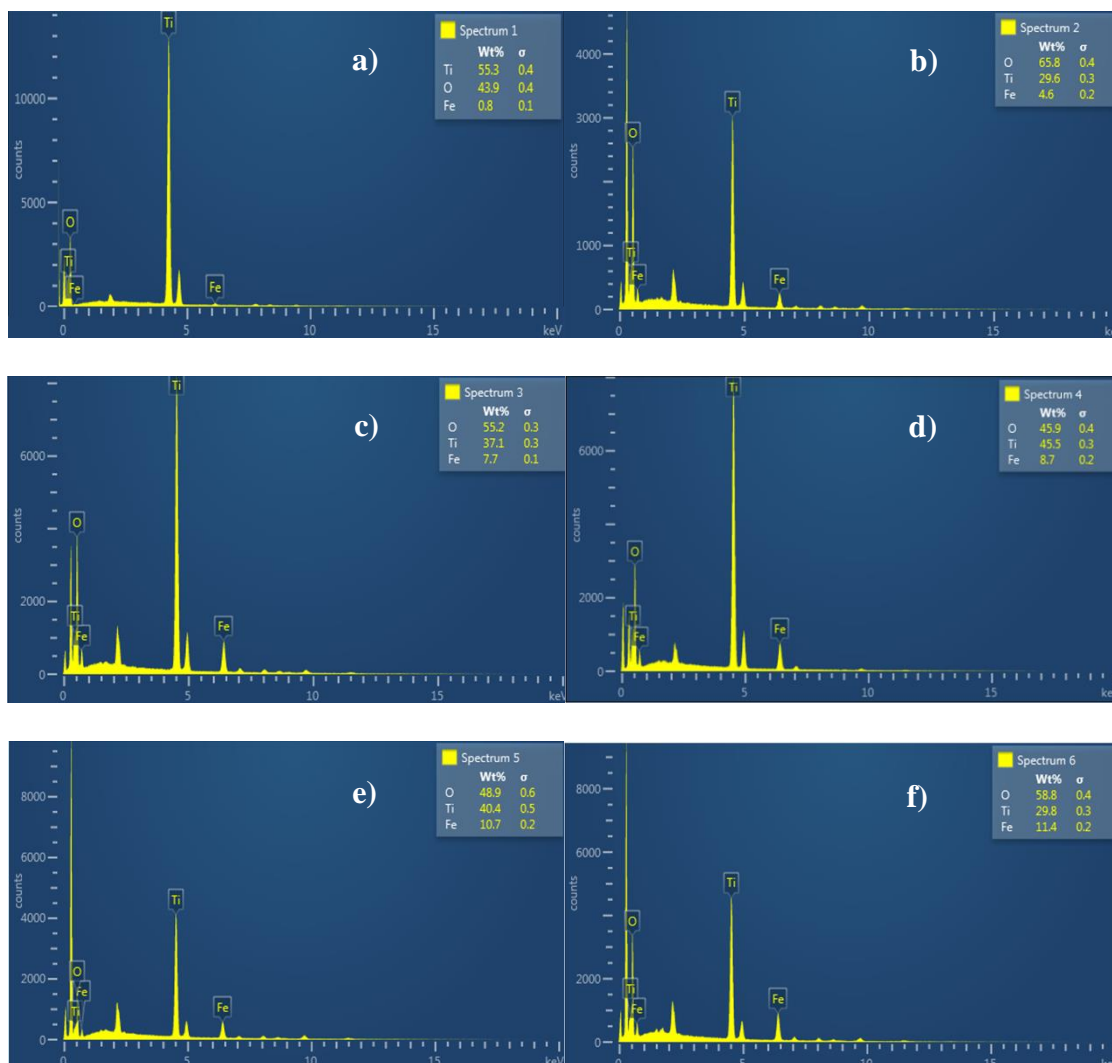 Ti
a)
Spectrum 1
Wt% σ
Ti 55.3 0.4
O 43.9 0.4
Fe 0.8 0.1
10000
5000
0
counts
O
Ti
Fe
Fe
0 5 10 15 keV
b)
Spectrum 2
Wt% σ
O 65.8 0.4
Ti 29.6 0.3
Fe 4.6 0.2
4000
3000
1000
0
counts
Ti
O
Ti
Fe
Fe
0 5 10 15 ke
Ti
c)
Spectrum 3
Wt% σ
O 55.2 0.3
Ti 37.1 0.3
Fe 7.7 0.1
6000
2000
0
counts
O
Ti
Fe
Fe
0 5 10 15 keV
Ti
d)
Spectrum 4
Wt% σ
O 45.9 0.4
Ti 45.5 0.3
Fe 8.7 0.2
6000
2000
0
counts
O
Ti
Fe
Fe
0 5 10 15 ke
e)
Spectrum 5
Wt% σ
O 48.9 0.6
Ti 40.4 0.5
Fe 10.7 0.2
8000
6000
4000
2000
0
counts
Ti
O
Fe
Ti
Fe
0 5 10 15 keV
f)
Spectrum 6
Wt% σ
O 58.8 0.4
Ti 29.8 0.3
Fe 11.4 0.2
8000
6000
2000
0
counts
Ti
O
Ti
Fe
Fe
0 5 10 15 ke